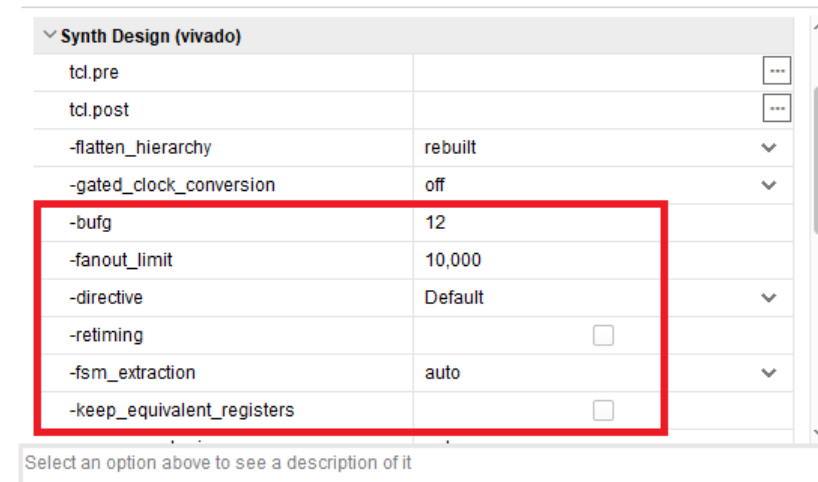 Synth Design (vivado)
tcl.pre
tcl.post
-flatten_hierarchy rebuilt
-gated_clock_conversion off
-bufg 12
-fanout_limit 10,000
-directive Default
-retiming
-fsm_extraction auto
-keep_equivalent_registers
Select an option above to see a description of it